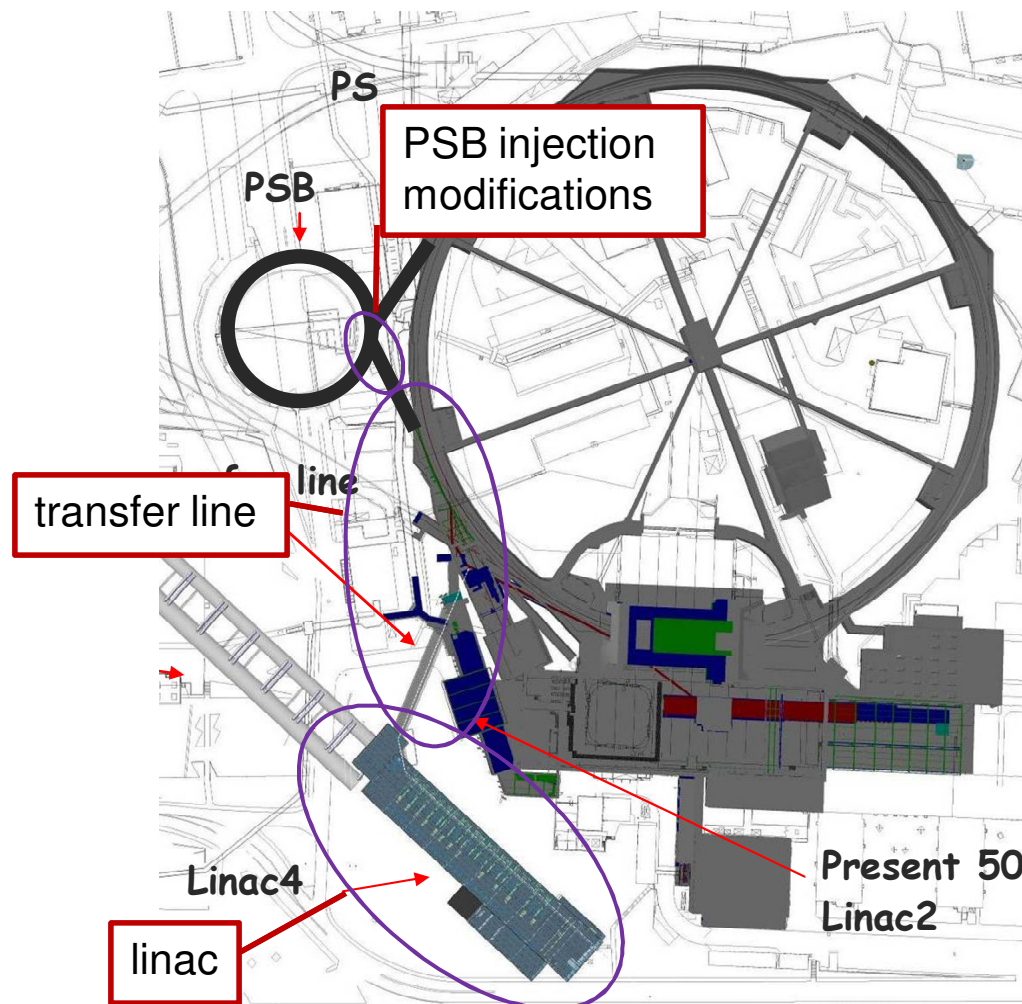 PS
PSB injection
modifications
PSB
line
transfer line
Linac4
linac
Present 50
Linac2